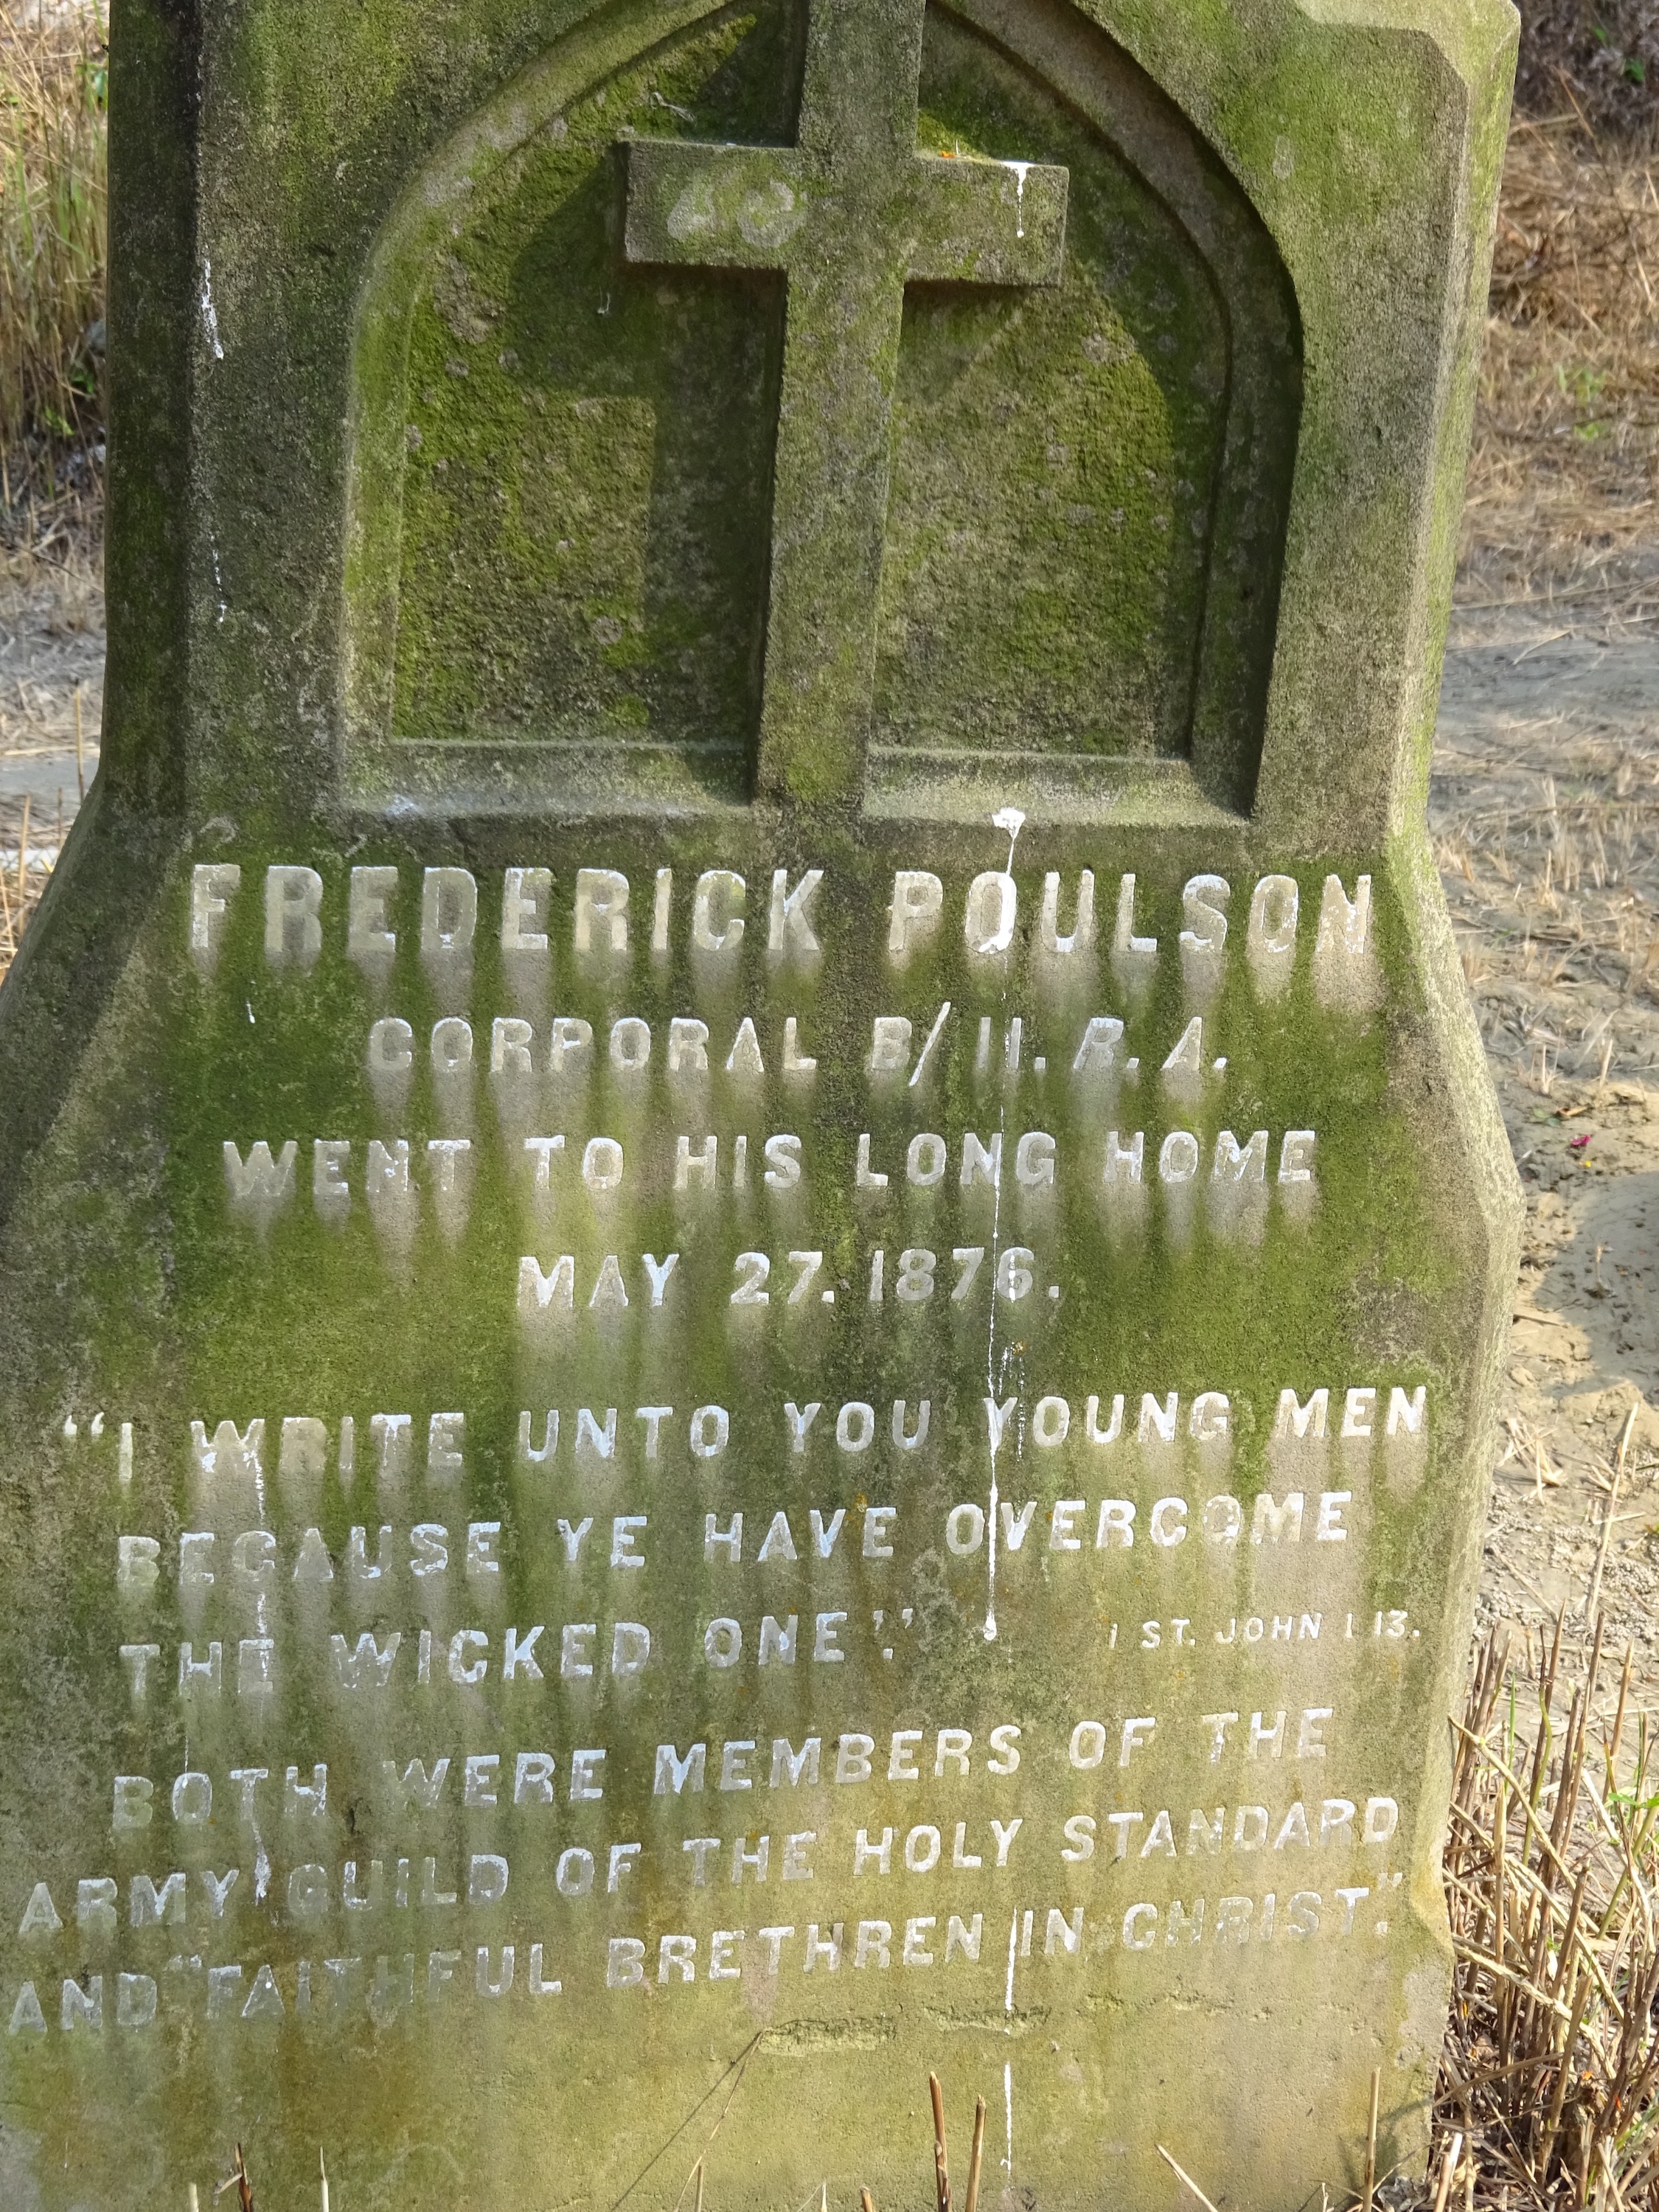 FREDERICK POULSON
CORPORAL B/11. R. A.
WENT TO HIS LONG HOME
MAY 27. 1876.
“I WRITE UNTO YOU YOUNG MEN
BECAUSE YE HAVE OVERCOME
THE WICKED ONE”. 1 ST. JOHN I 13.
BOTH WERE MEMBERS OF THE
ARMY GUILD OF THE HOLY STANDARD
AND “FAITHFUL BRETHREN IN CHRIST.”